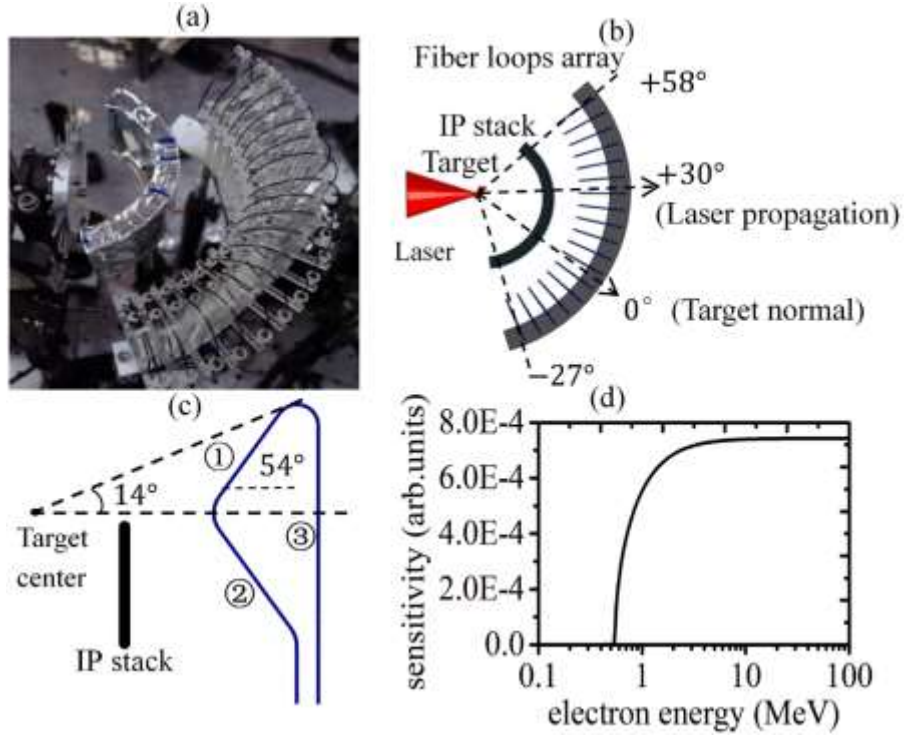 (a)
(b)
Fiber loops array
+58°
IP stack
Target
+30°
(Laser propagation)
Laser
0° (Target normal)
−27°
(c)
①
54°
14°
Target
center
③
②
IP stack
(d)
8.0E-4
6.0E-4
4.0E-4
2.0E-4
0.0
sensitivity (arb.units)
0.1 1 10 100
electron energy (MeV)